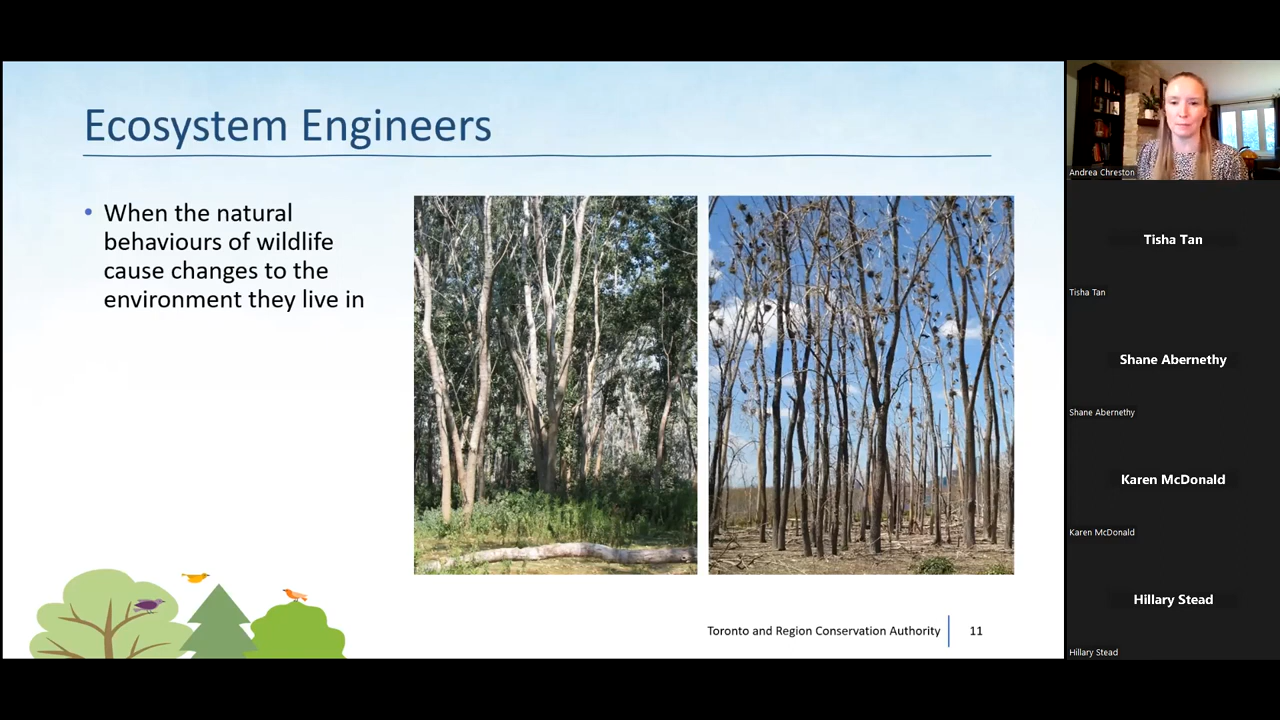 Ecosystem Engineers
• When the natural
behaviours of wildlife
cause changes to the
environment they live in
Toronto and Region Conservation Authority
11
Andrea Chreston
Tisha Tan
Tisha Tan
Shane Abernethy
Shane Abernethy
Karen McDonald
Karen McDonald
Hillary Stead
Hillary Stead